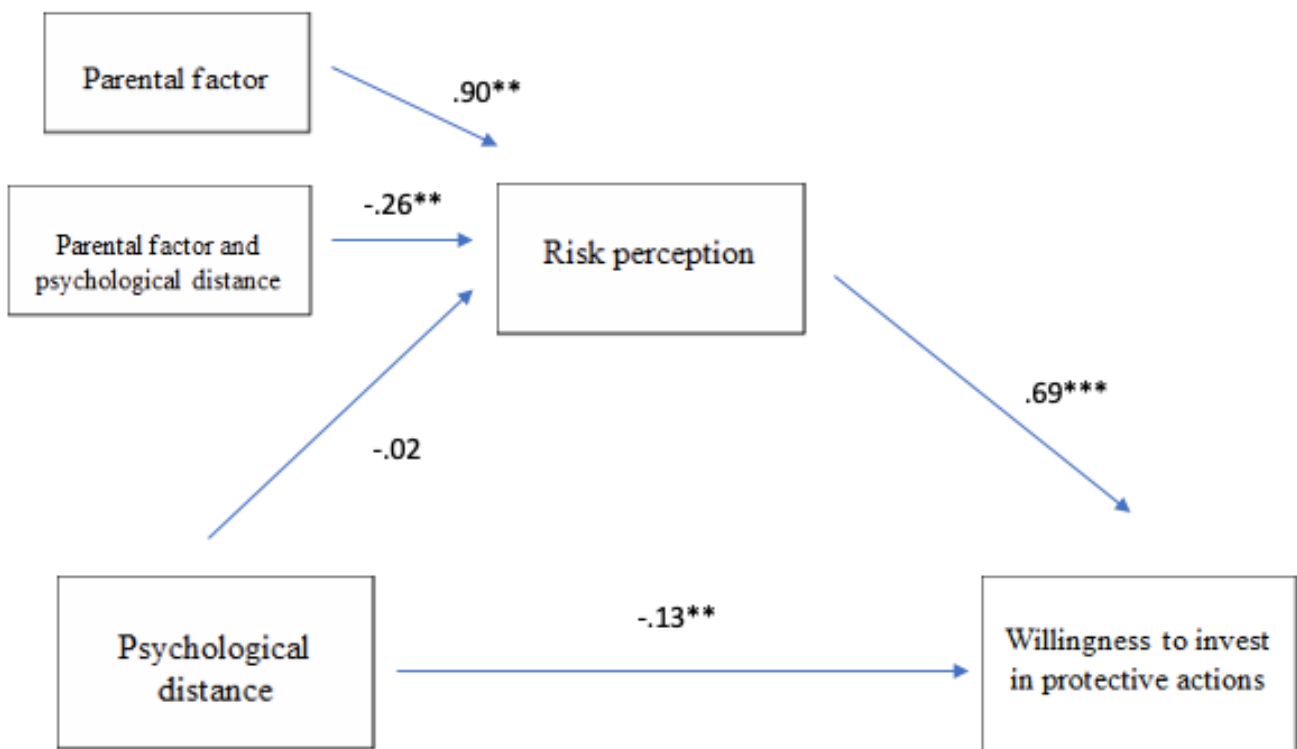 Parental factor
.90**
-.26**
Parental factor and
psychological distance
Risk perception
.69***
-.02
-.13**
Psychological
distance
Willingness to invest
in protective actions